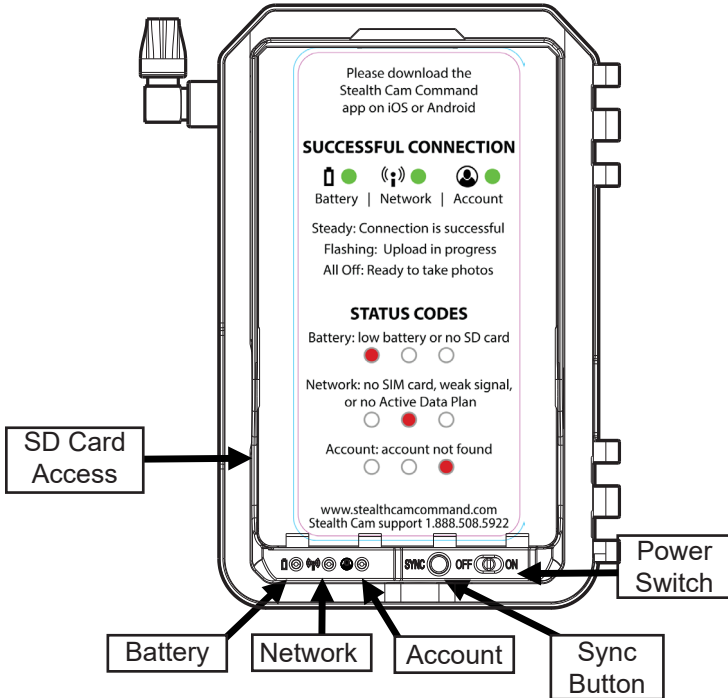 Please download the
Stealth Cam Command
app on iOS or Android
SUCCESSFUL CONNECTION
Battery | Network | Account
Steady: Connection is successful
Flashing: Upload in progress
All Off: Ready to take photos
STATUS CODES
Battery: low battery or no SD card
Network: no SIM card, weak signal,
or no Active Data Plan
Account: account not found
www.stealthcamcommand.com
Stealth Cam support 1.888.508.5922
SD Card
Access
SYNC OFF ON
Power
Switch
Battery
Network
Account
Sync
Button